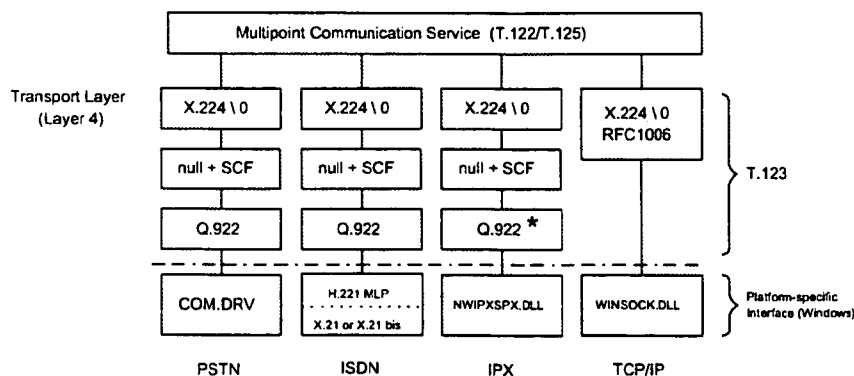 Multipoint Communication Service (T.122/T.125)
Transport Layer
(Layer 4)
X.224 \ 0
X.224 \ 0
X.224 \ 0
X.224 \ 0
RFC1006
null + SCF
null + SCF
null + SCF
T.123
Q.922
Q.922
Q.922 *
COM.DRV
H.221 MLP
X.21 or X.21 bis
NWIPXSPX.DLL
WINSOCK.DLL
Platform-specific
Interface (Windows)
PSTN
ISDN
IPX
TCP/IP